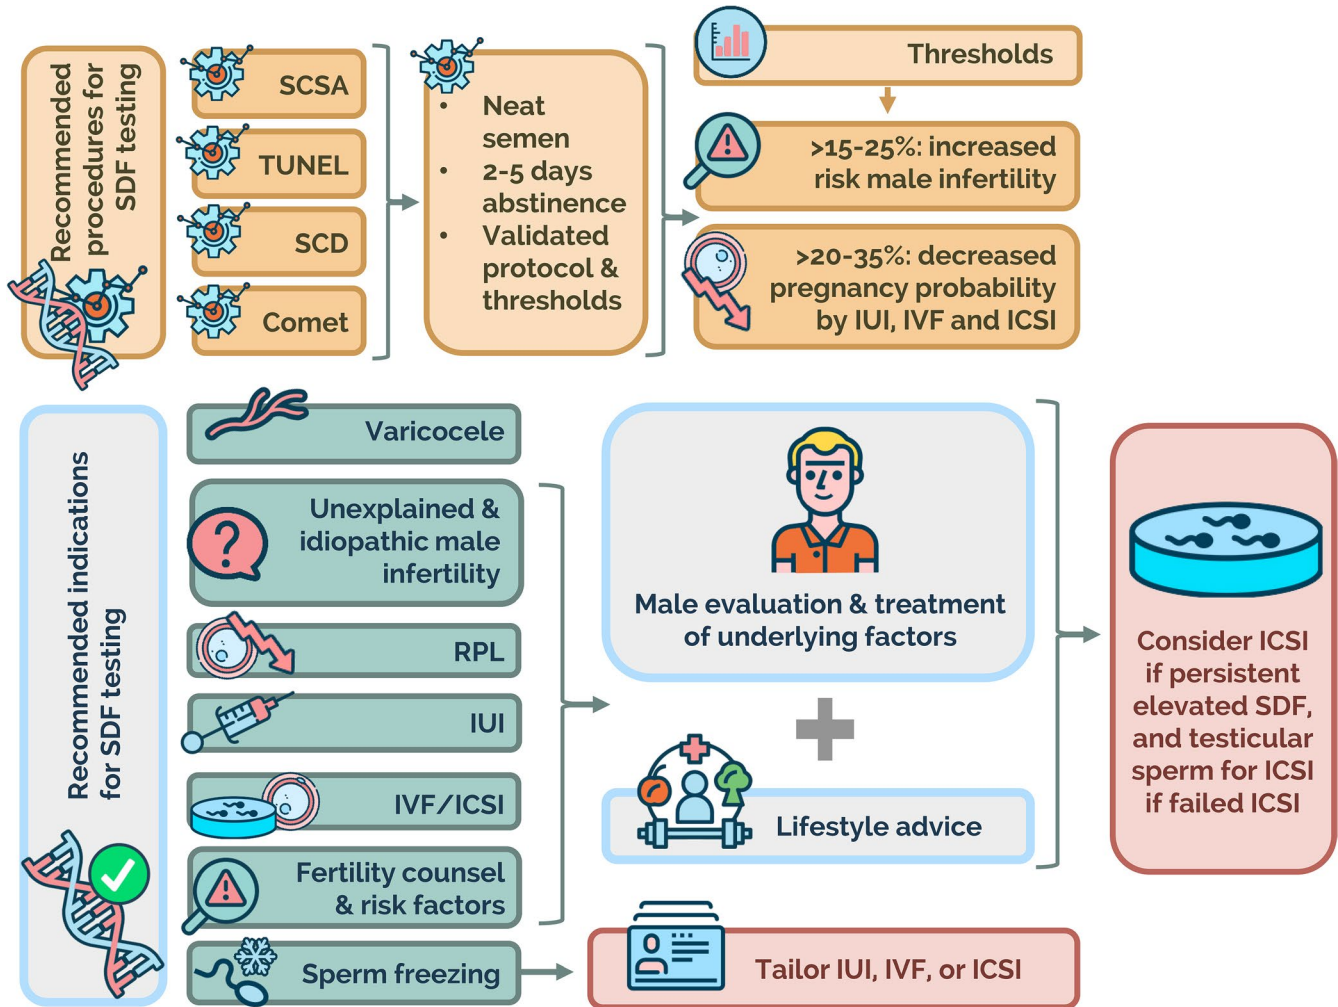 Recommended
procedures for
SDF testing
SCSA
TUNEL
SCD
Comet
• Neat
semen
• 2-5 days
abstinence
• Validated
protocol &
thresholds
Thresholds
>15-25%: increased
risk male infertility
>20-35%: decreased
pregnancy probability
by IUI, IVF and ICSI
Recommended indications
for SDF testing
Varicocele
Unexplained &
idiopathic male
infertility
RPL
IUI
IVF/ICSI
Fertility counsel
& risk factors
Sperm freezing
Male evaluation & treatment
of underlying factors
Lifestyle advice
Tailor IUI, IVF, or ICSI
Consider ICSI
if persistent
elevated SDF,
and testicular
sperm for ICSI
if failed ICSI